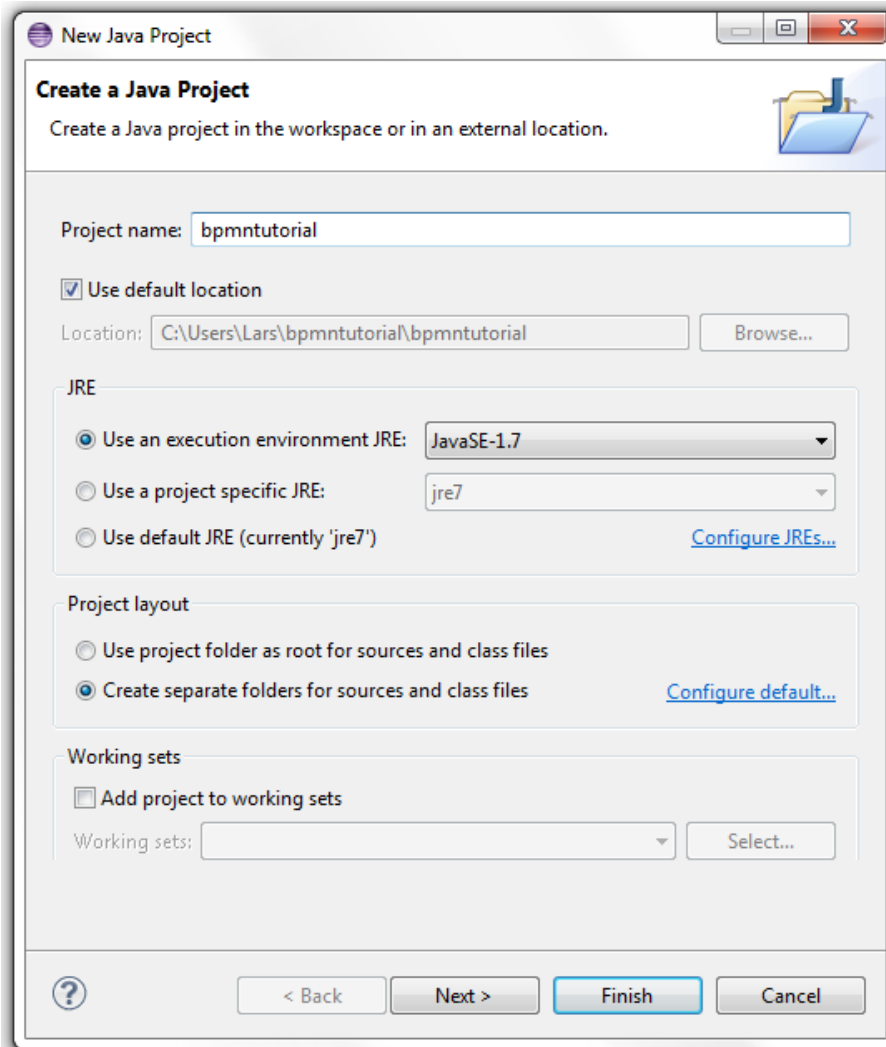 New Java Project
Create a Java Project
Create a Java project in the workspace or in an external location.
Project name: bpmntutorial
Use default location
Location: C:\Users\Lars\bpmntutorial\bpmntutorial Browse...
JRE
Use an execution environment JRE: JavaSE-1.7
Use a project specific JRE: jre7
Use default JRE (currently 'jre7') Configure JREs...
Project layout
Use project folder as root for sources and class files
Create separate folders for sources and class files Configure default...
Working sets
Add project to working sets
Working sets: Select...
? < Back Next > Finish Cancel